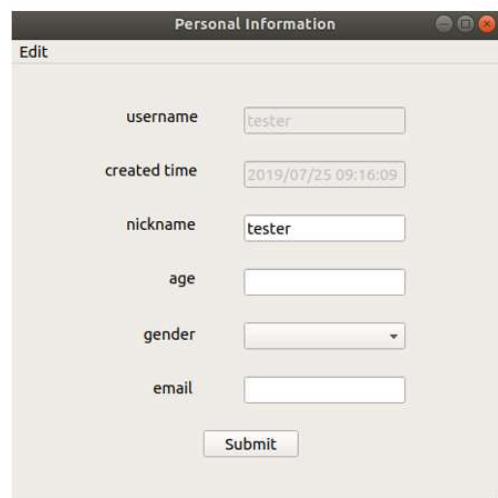 Personal Information
Edit
username tester
created time 2019/07/25 09:16:09
nickname tester
age
gender
email
Submit